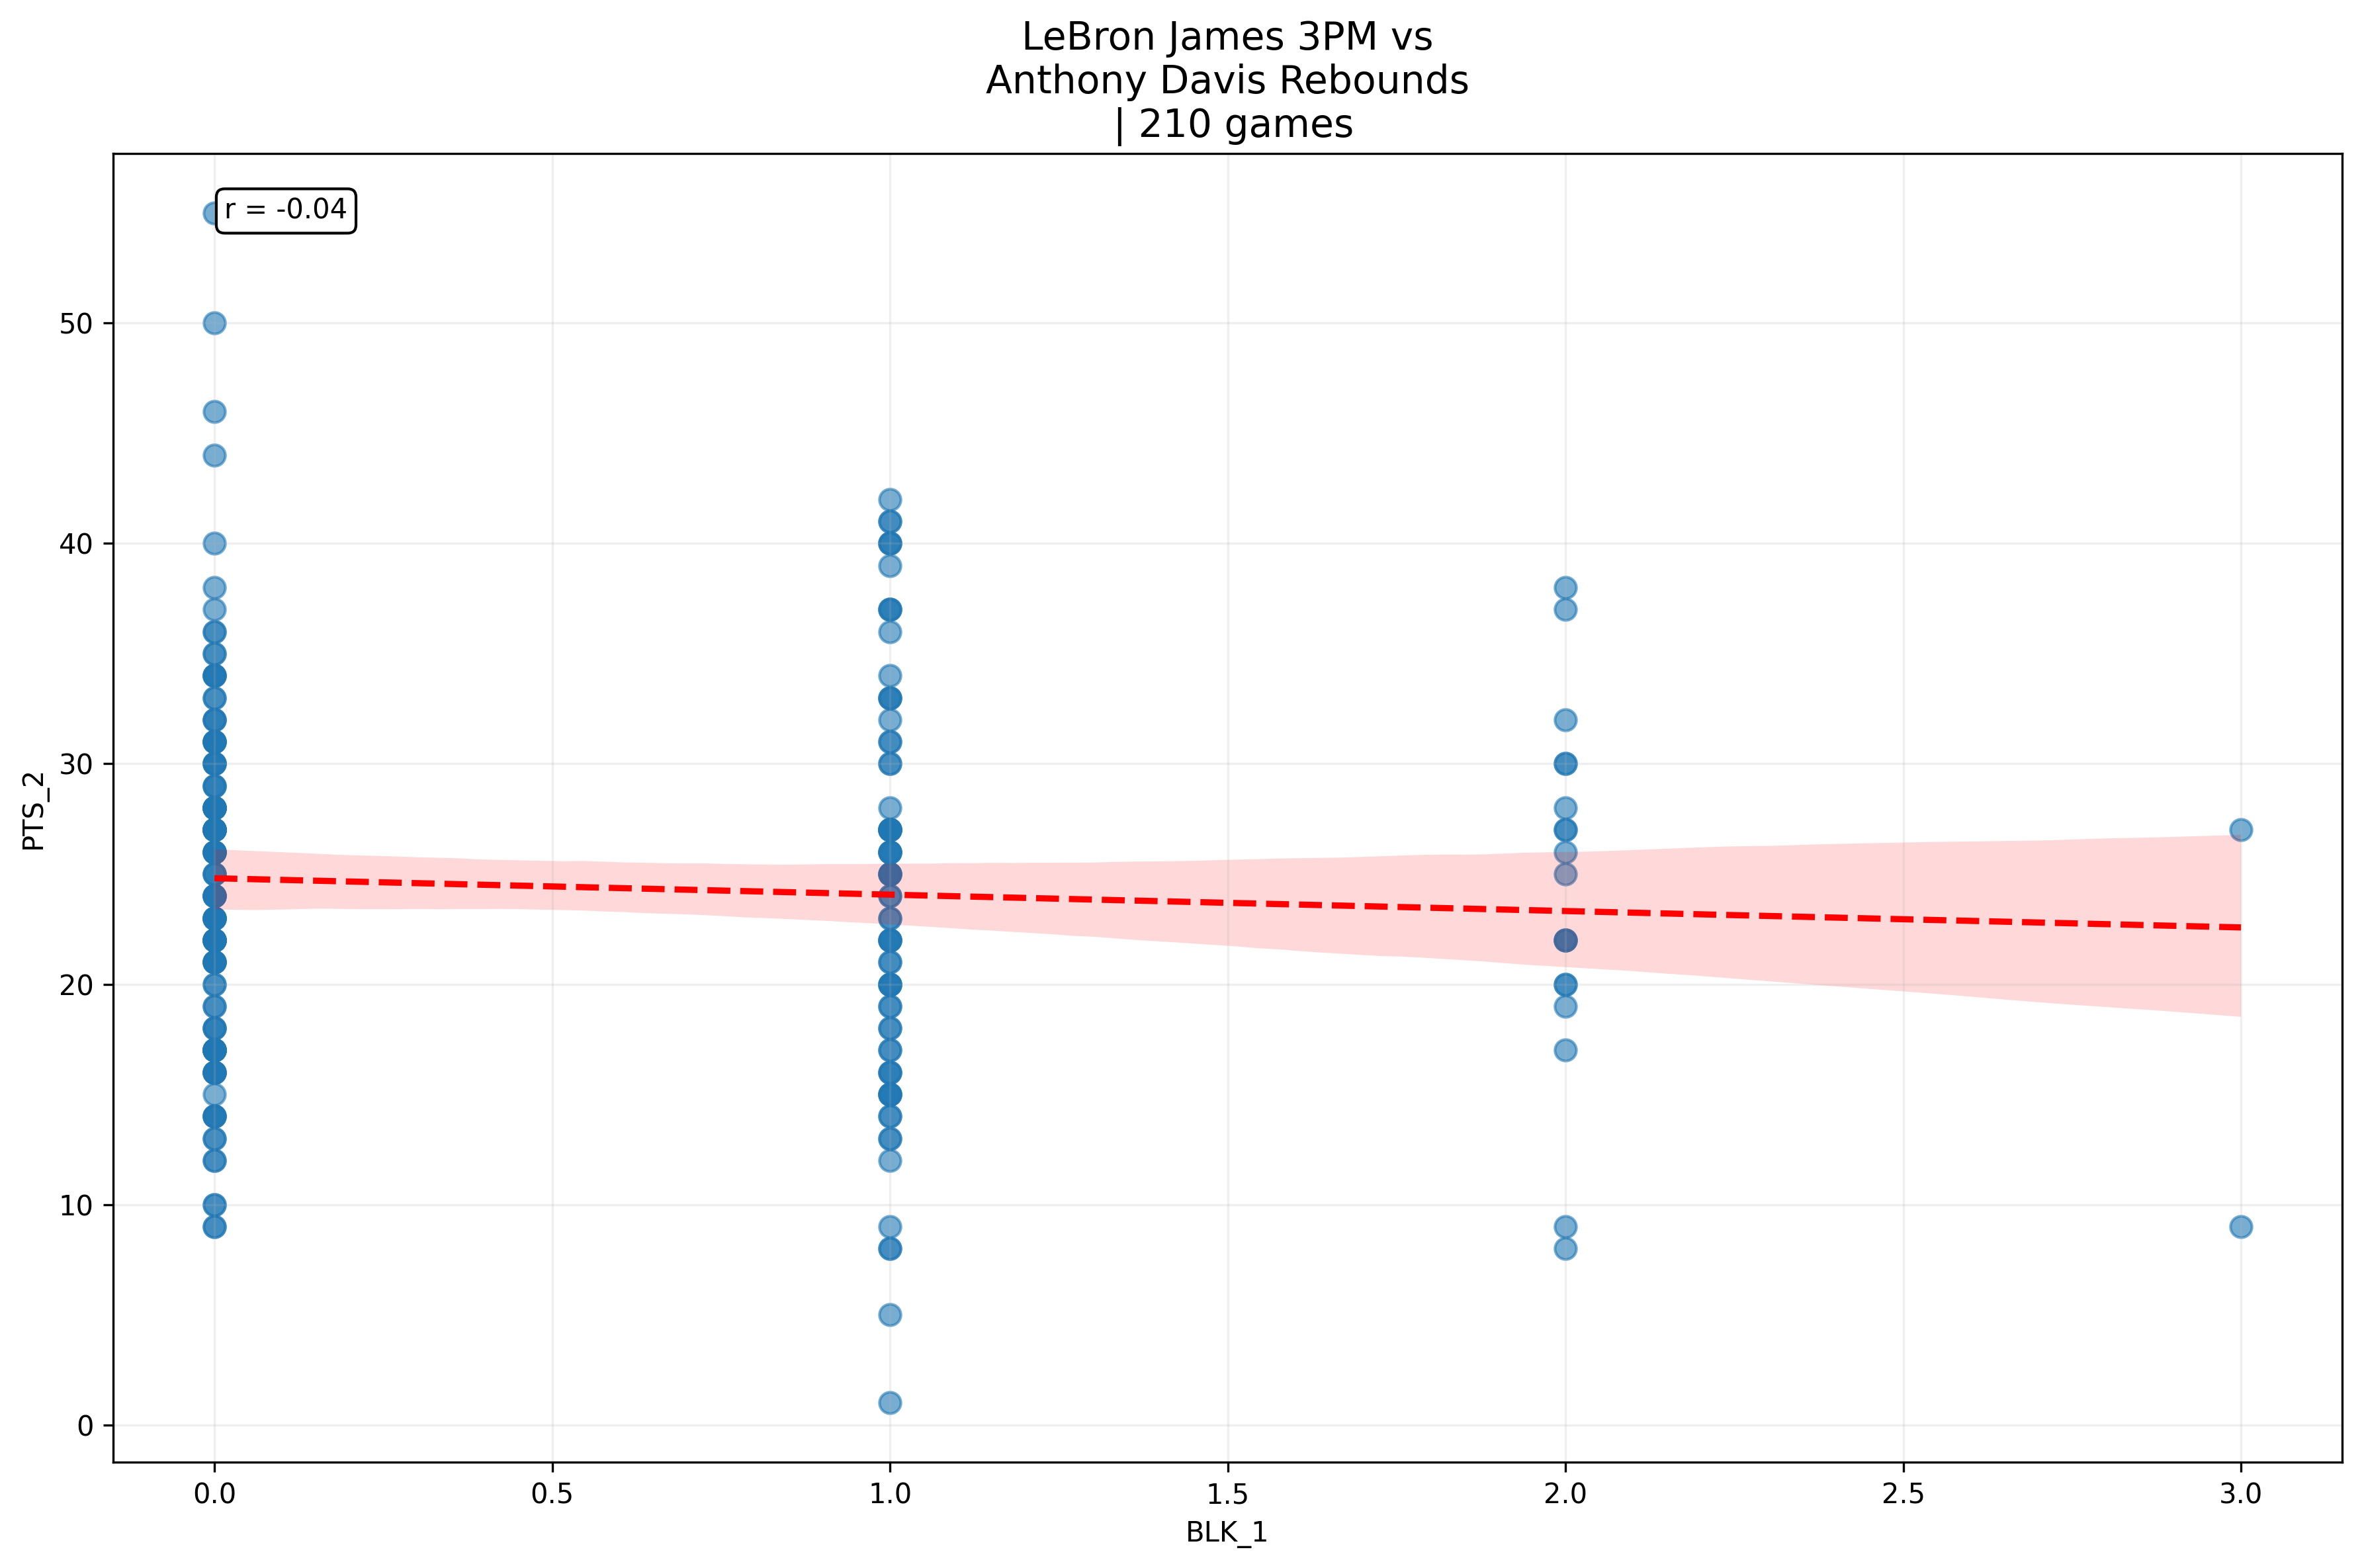 LeBron James 3PM vs
Anthony Davis Rebounds
| 210 games
r = -0.04
50
40
30
20
10
0
PTS_2
0.0 0.5 1.0 1.5 2.0 2.5 3.0
BLK_1